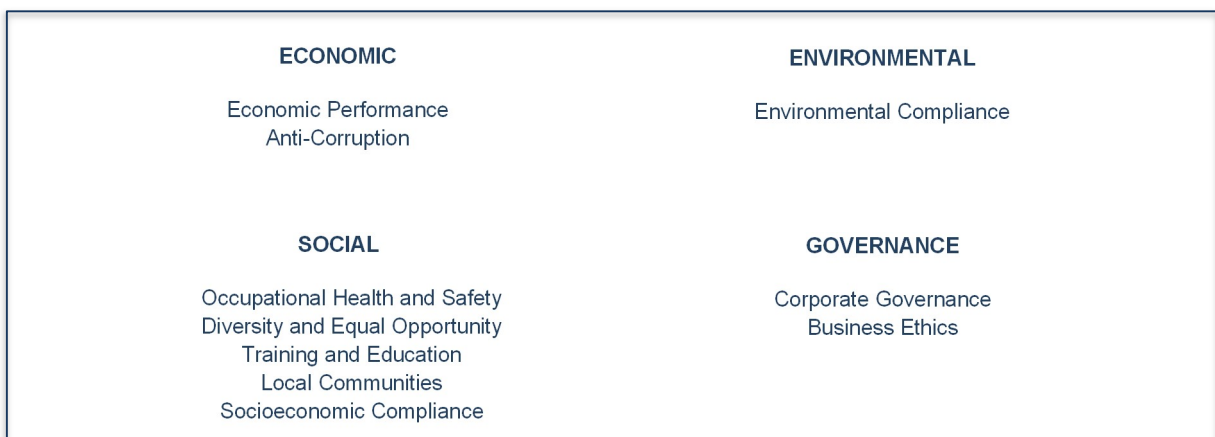 ECONOMIC
Economic Performance
Anti-Corruption
ENVIRONMENTAL
Environmental Compliance
SOCIAL
Occupational Health and Safety
Diversity and Equal Opportunity
Training and Education
Local Communities
Socioeconomic Compliance
GOVERNANCE
Corporate Governance
Business Ethics